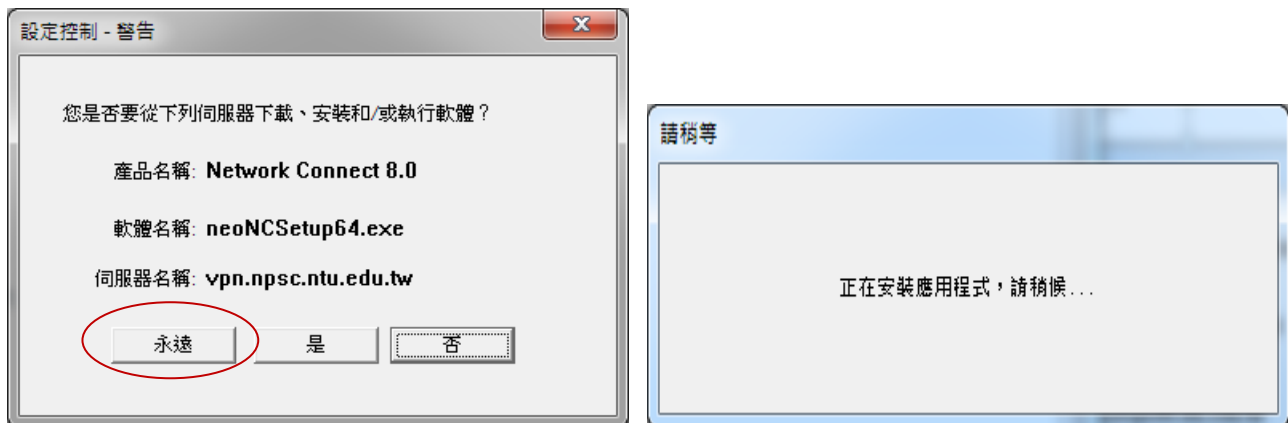 設定控制 - 警告
您是否要從下列伺服器下載、安裝和/或執行軟體？
產品名稱: Network Connect 8.0
軟體名稱: neoNCSetup64.exe
伺服器名稱: vpn.npsc.ntu.edu.tw
永遠
是
否
請稍等
正在安裝應用程式，請稍候...